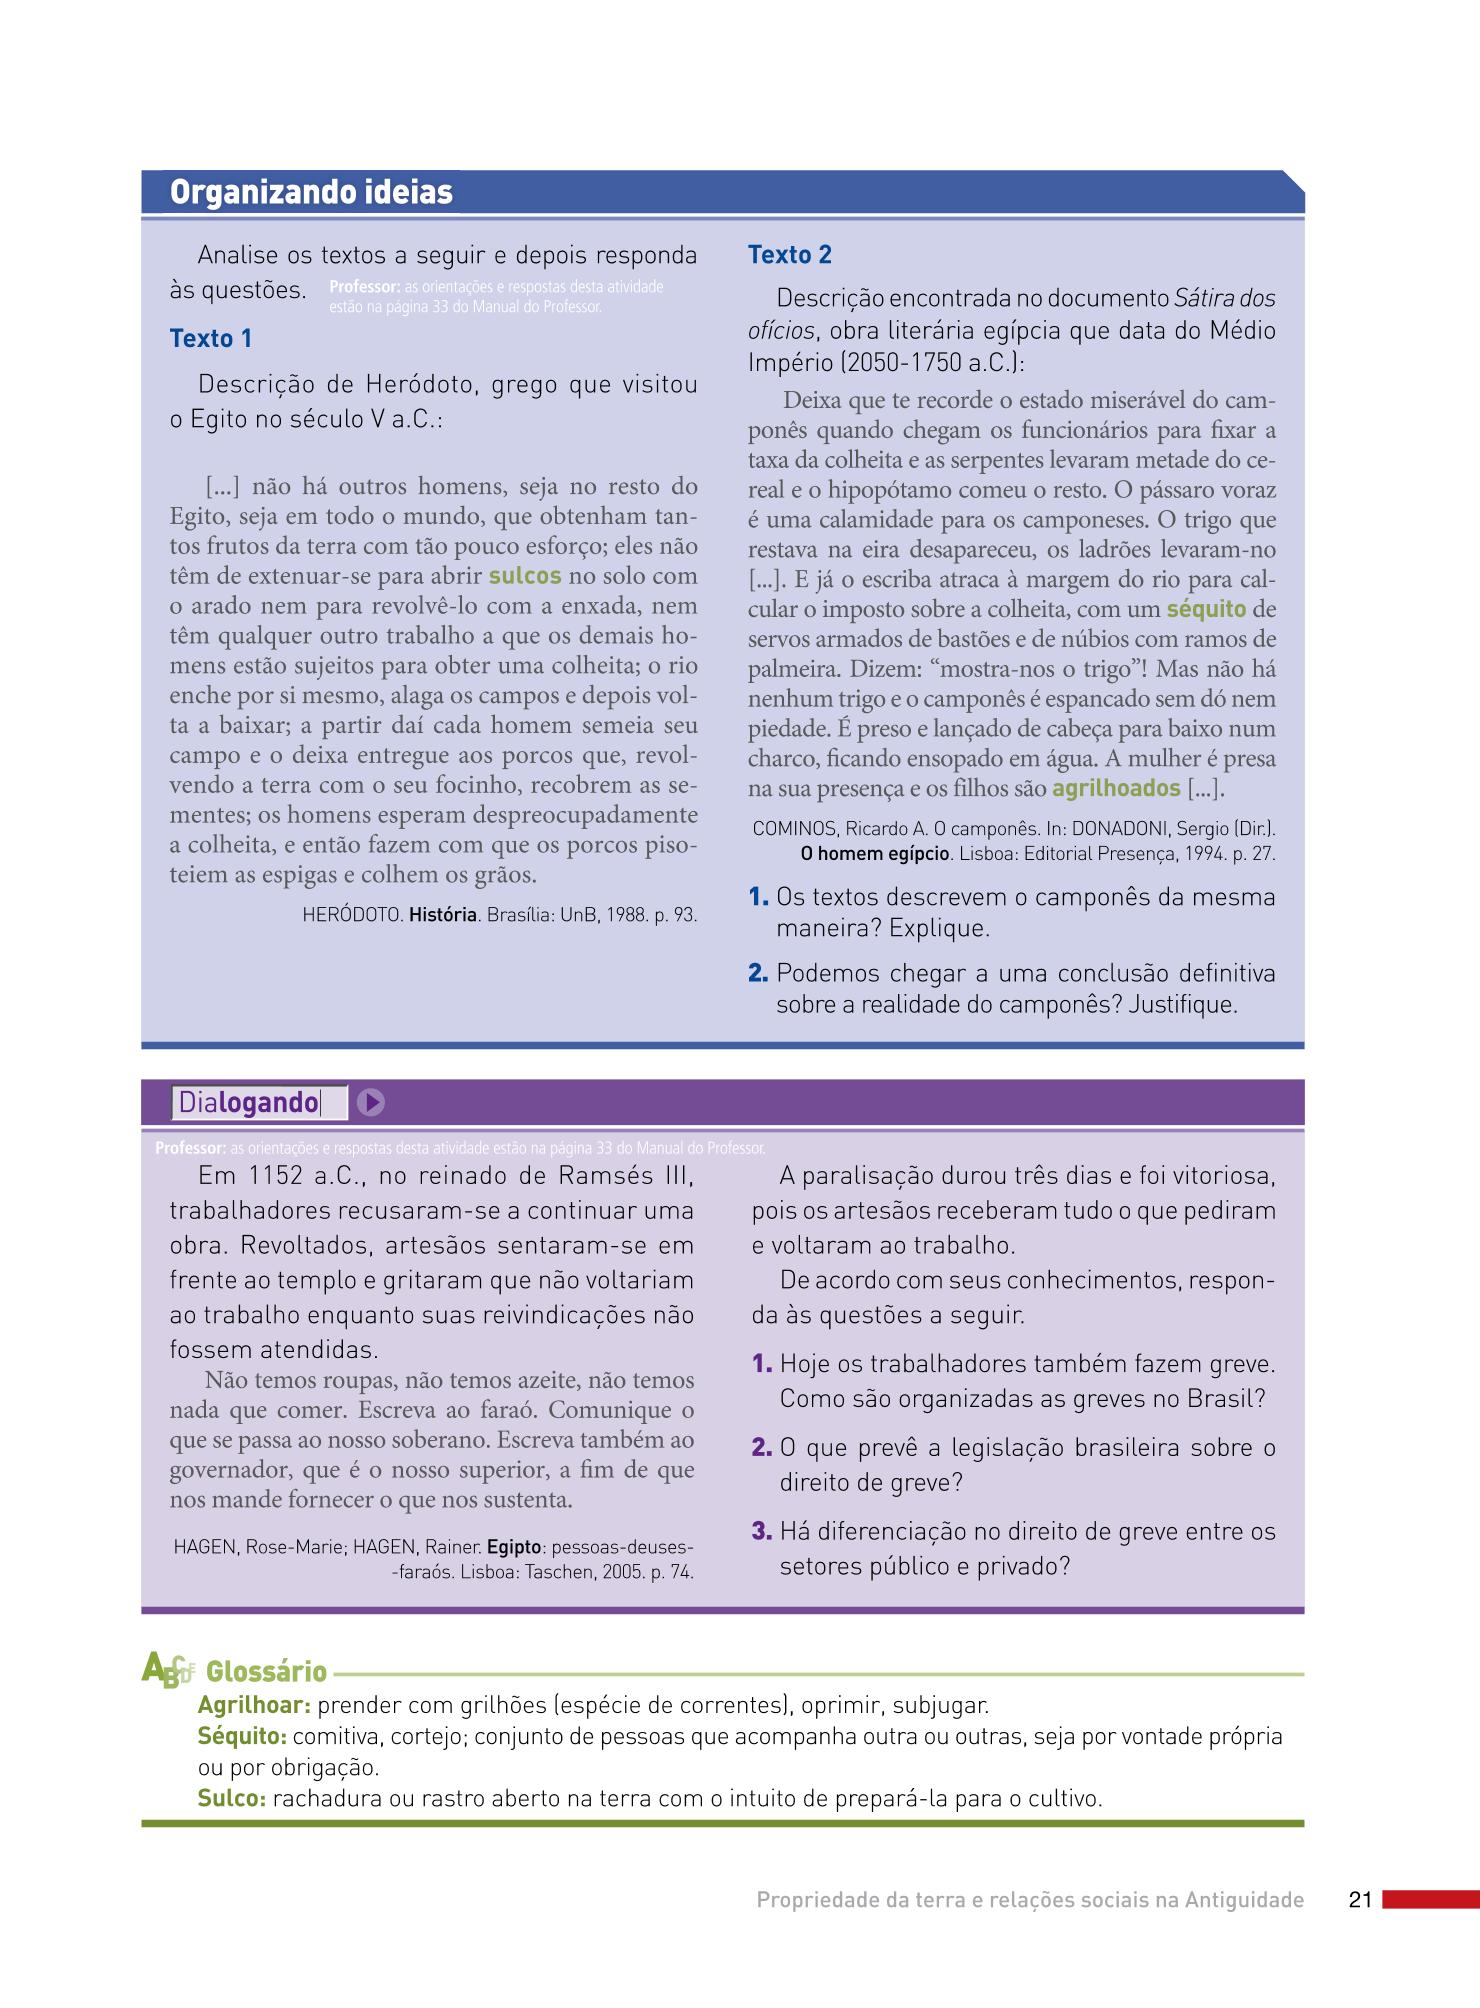 Organizando ideias
Analise os textos a seguir e depois responda
às questões.
Professor: as orientações e respostas desta atividade
estão na página 33 do Manual do Professor.
Texto 1
Descrição de Heródoto, grego que visitou
o Egito no século V a.C.:
[...] não há outros homens, seja no resto do
Egito, seja em todo o mundo, que obtenham tan-
tos frutos da terra com tão pouco esforço; eles não
têm de extenuar-se para abrir sulcos no solo com
o arado nem para revolvê-lo com a enxada, nem
têm qualquer outro trabalho a que os demais ho-
mens estão sujeitos para obter uma colheita; o rio
enche por si mesmo, alaga os campos e depois vol-
ta a baixar; a partir daí cada homem semeia seu
campo e o deixa entregue aos porcos que, revol-
vendo a terra com o seu focinho, recobrem as se-
mentes; os homens esperam despreocupadamente
a colheita, e então fazem com que os porcos piso-
teiem as espigas e colhem os grãos.
HERÓDOTO. História. Brasília: UnB, 1988. p. 93.
Texto 2
Descrição encontrada no documento Sátira dos
ofícios, obra literária egípcia que data do Médio
Império (2050-1750 a.C.):
Deixa que te recorde o estado miserável do cam-
ponês quando chegam os funcionários para fixar a
taxa da colheita e as serpentes levaram metade do ce-
real e o hipopótamo comeu o resto. O pássaro voraz
é uma calamidade para os camponeses. O trigo que
restava na eira desapareceu, os ladrões levaram-no
[...]. E já o escriba atraca à margem do rio para cal-
cular o imposto sobre a colheita, com um séquito de
servos armados de bastões e de núbios com ramos de
palmeira. Dizem: “mostra-nos o trigo”! Mas não há
nenhum trigo e o camponês é espancado sem dó nem
piedade. É preso e lançado de cabeça para baixo num
charco, ficando ensopado em água. A mulher é presa
na sua presença e os filhos são agrilhoados [...].
COMINOS, Ricardo A. O camponês. In: DONADONI, Sergio (Dir.).
O homem egípcio. Lisboa: Editorial Presença, 1994. p. 27.
1. Os textos descrevem o camponês da mesma
maneira? Explique.
2. Podemos chegar a uma conclusão definitiva
sobre a realidade do camponês? Justifique.
Dialogando
Professor: as orientações e respostas desta atividade estão na página 33 do Manual do Professor.
Em 1152 a.C., no reinado de Ramsés III,
trabalhadores recusaram-se a continuar uma
obra. Revoltados, artesãos sentaram-se em
frente ao templo e gritaram que não voltariam
ao trabalho enquanto suas reivindicações não
fossem atendidas.
Não temos roupas, não temos azeite, não temos
nada que comer. Escreva ao faraó. Comunique o
que se passa ao nosso soberano. Escreva também ao
governador, que é o nosso superior, a fim de que
nos mande fornecer o que nos sustenta.
HAGEN, Rose-Marie; HAGEN, Rainer. Egipto: pessoas-deuses-
-faraós. Lisboa: Taschen, 2005. p. 74.
A paralisação durou três dias e foi vitoriosa,
pois os artesãos receberam tudo o que pediram
e voltaram ao trabalho.
De acordo com seus conhecimentos, respon-
da às questões a seguir.
1. Hoje os trabalhadores também fazem greve.
Como são organizadas as greves no Brasil?
2. O que prevê a legislação brasileira sobre o
direito de greve?
3. Há diferenciação no direito de greve entre os
setores público e privado?
ABCDE Glossário
Agrilhoar: prender com grilhões (espécie de correntes), oprimir, subjugar.
Séquito: comitiva, cortejo; conjunto de pessoas que acompanha outra ou outras, seja por vontade própria
ou por obrigação.
Sulco: rachadura ou rastro aberto na terra com o intuito de prepará-la para o cultivo.
Propriedade da terra e relações sociais na Antiguidade 21